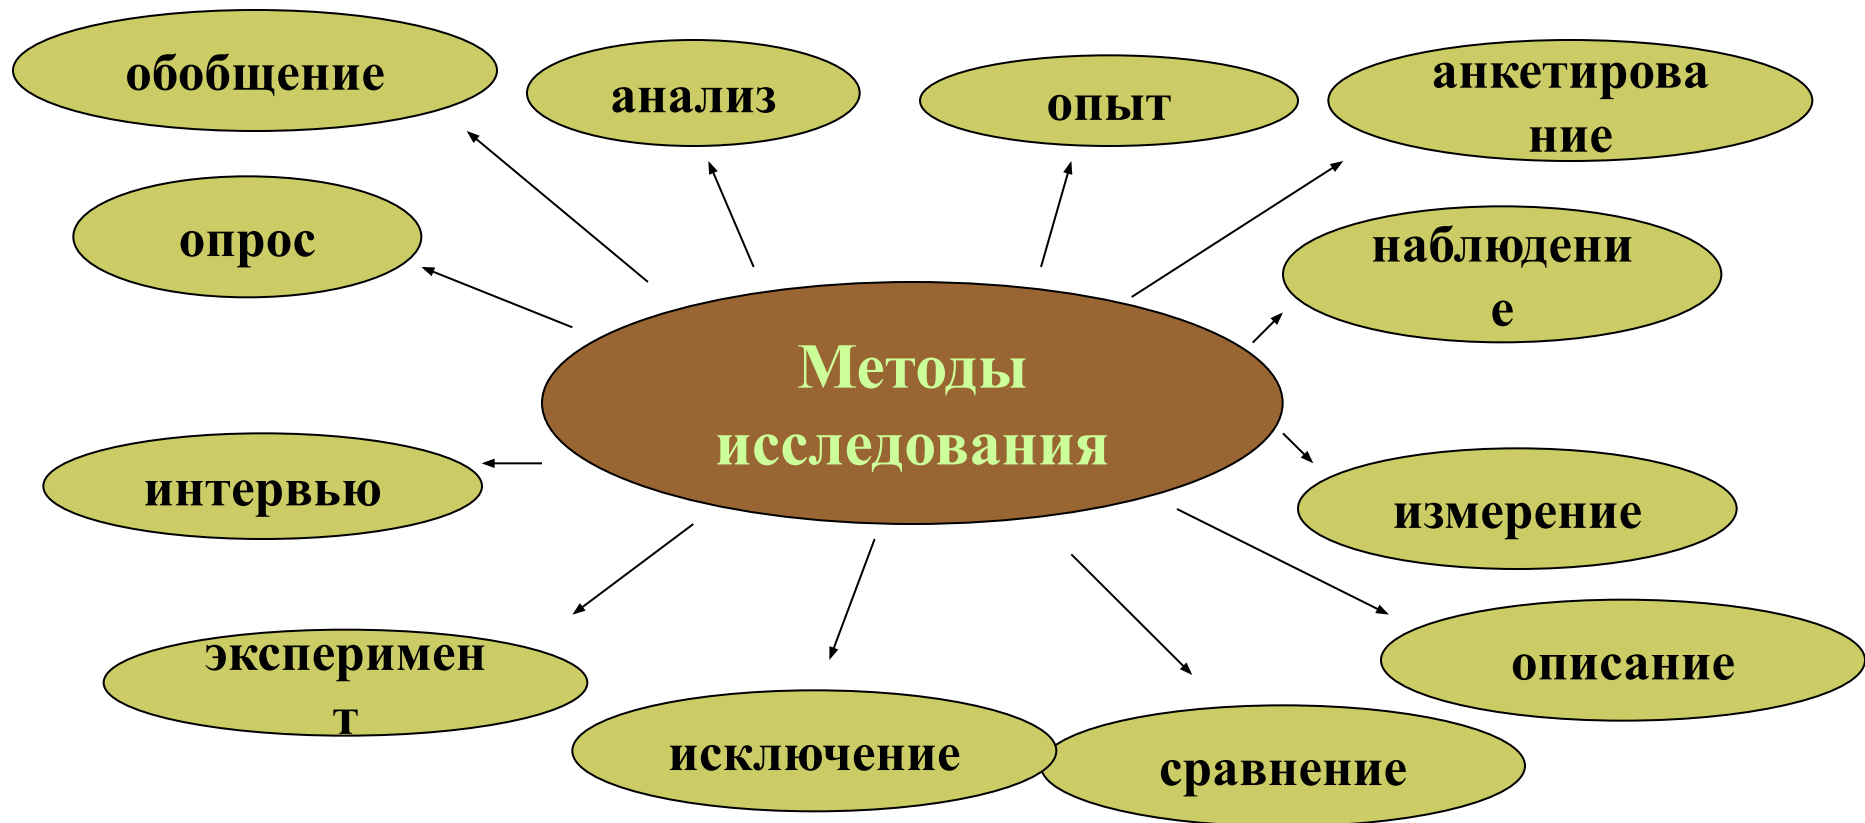 обобщение
анализ
опыт
анкетирова
ние
опрос
наблюдени
е
Методы
исследования
интервью
измерение
эксперимен
т
описание
исключение
сравнение